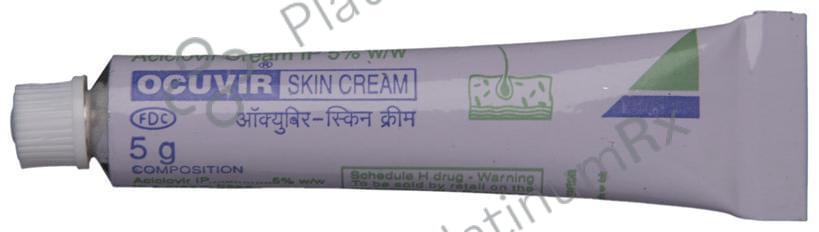 Aciclovir Cream IP 5% w/w
OCUVIR® SKIN CREAM
FDC
ऑक्युबिर-स्किन क्रीम
5 g
COMPOSITION
Aciclovir IP............5% w/w
Schedule H drug - Warning
To be sold by retail on the
PlatinumRx